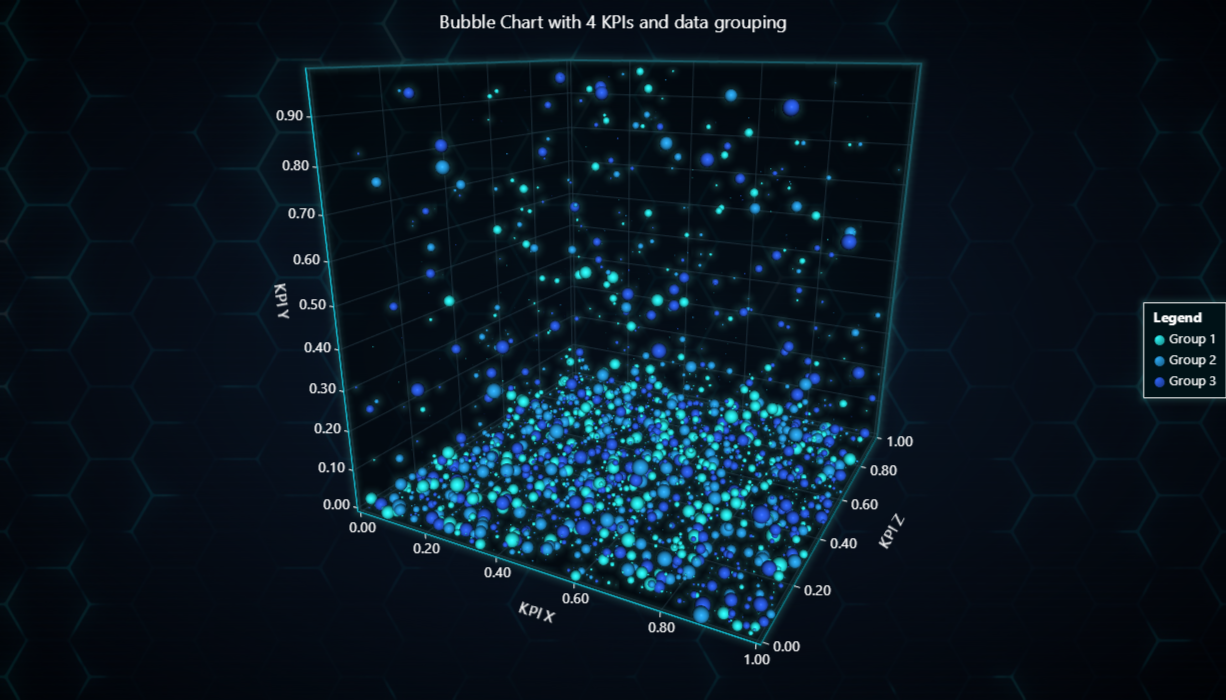 Bubble Chart with 4 KPIs and data grouping
0.90
0.80
0.70
0.60
0.50
0.40
0.30
0.20
0.10
0.00
KPI Y
0.00
0.20
0.40
0.60
0.80
1.00
KPI X
1.00
0.80
0.60
0.40
0.20
0.00
KPI Z
Legend
Group 1
Group 2
Group 3